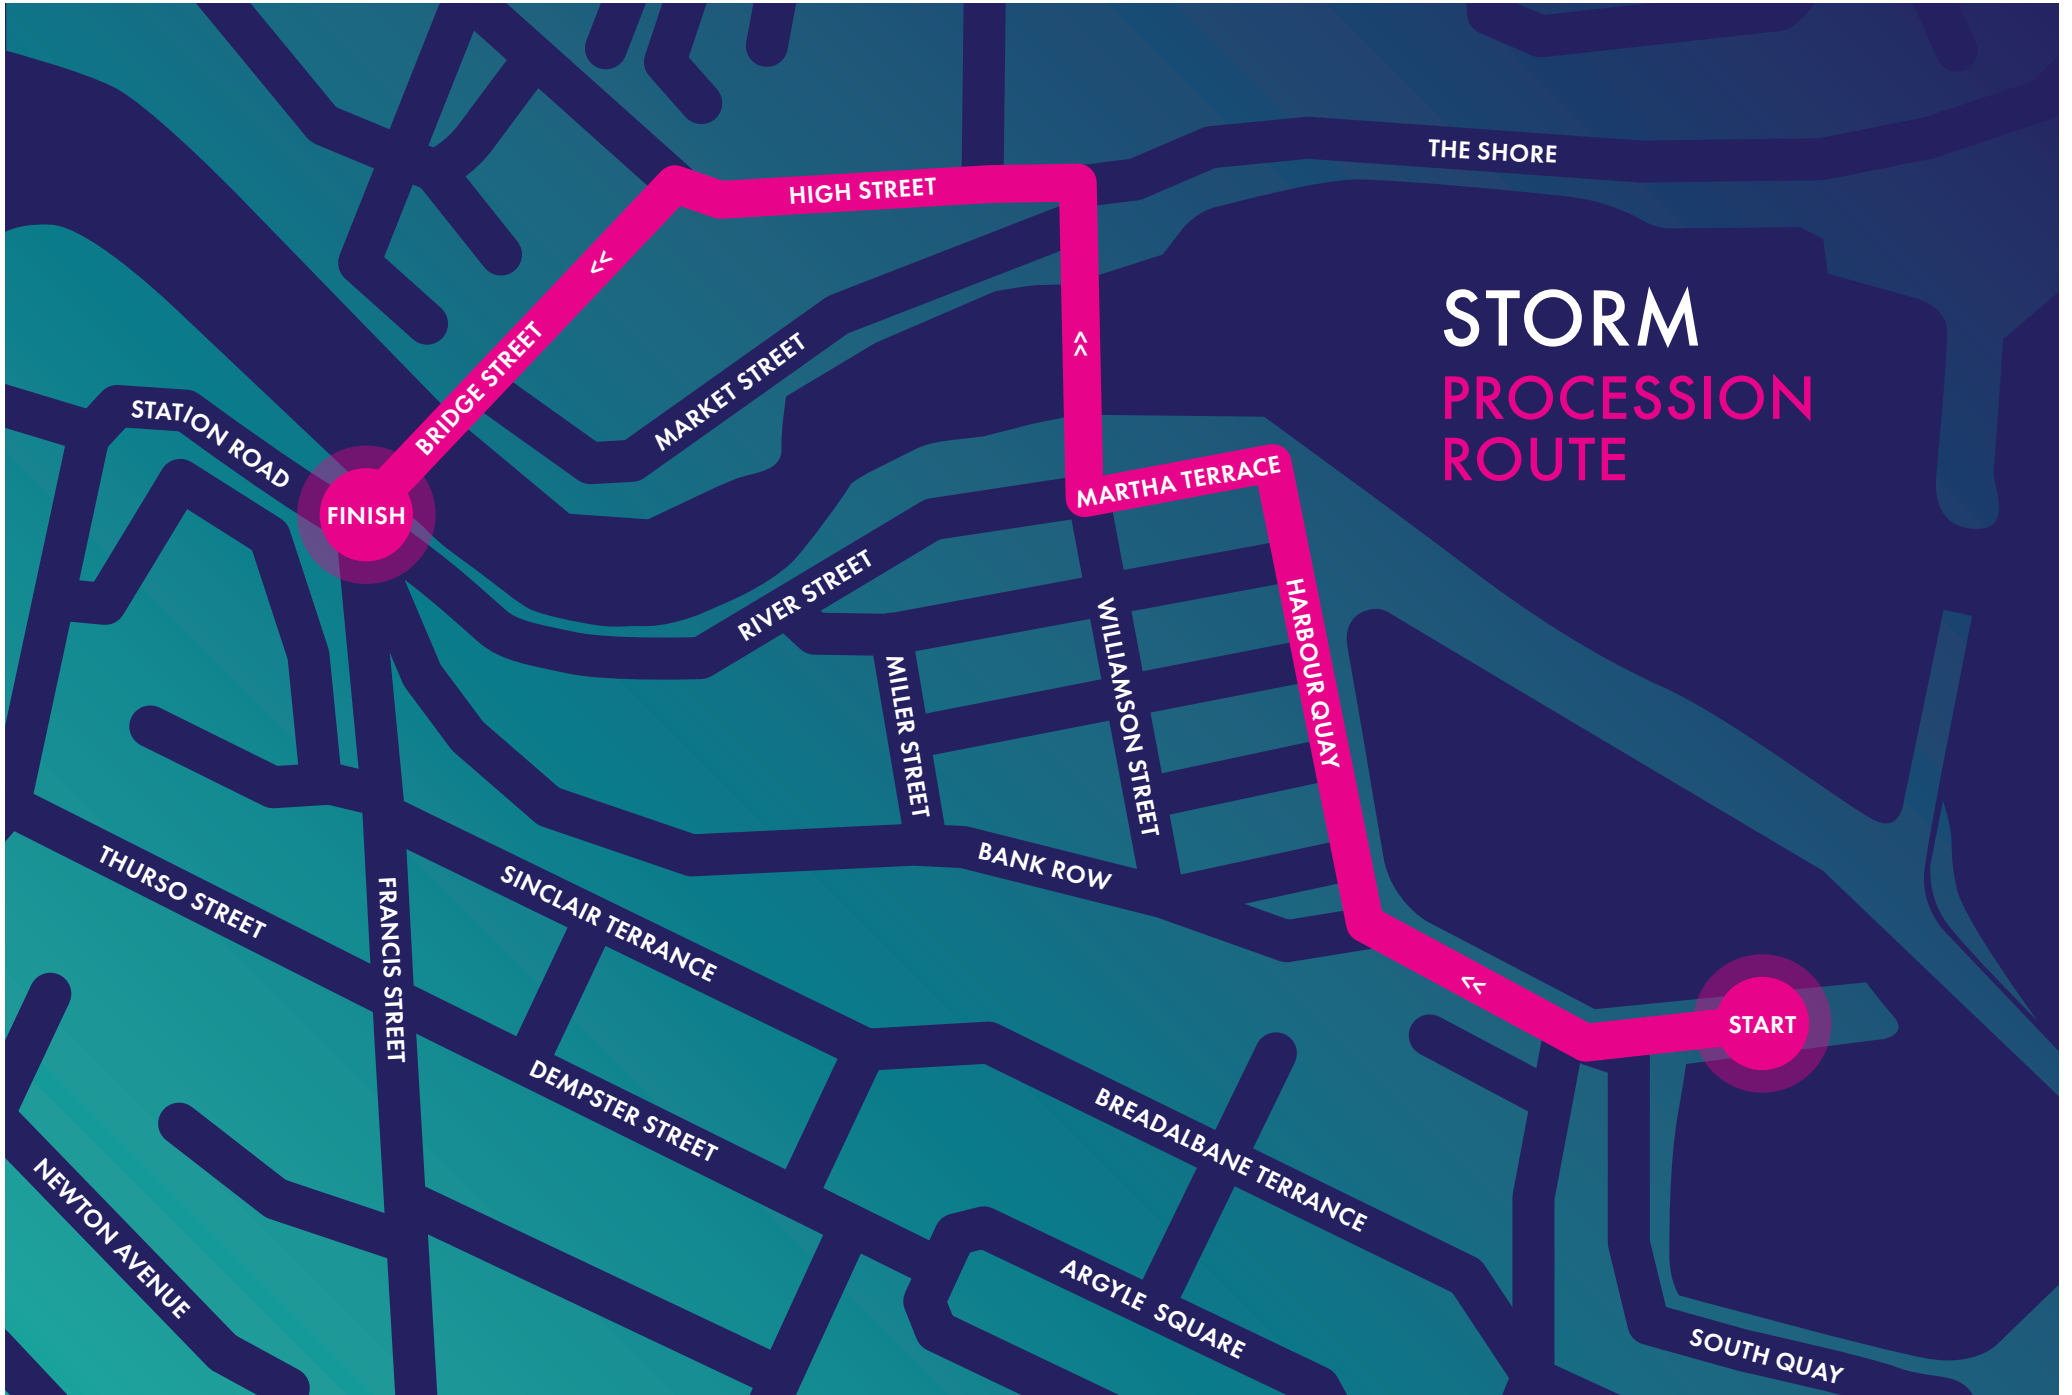 THE SHORE
HIGH STREET
<<
STORM
PROCESSION
ROUTE
<<
BRIDGE STREET
MARKET STREET
STATION ROAD
FINISH
MARTHA TERRACE
RIVER STREET
HARBOUR QUAY
WILLIAMSON STREET
MILLER STREET
BANK ROW
THURSO STREET
FRANCIS STREET
SINCLAIR TERRANCE
<<
START
DEMPSTER STREET
BREADALBANE TERRANCE
NEWTON AVENUE
ARGYLE SQUARE
SOUTH QUAY